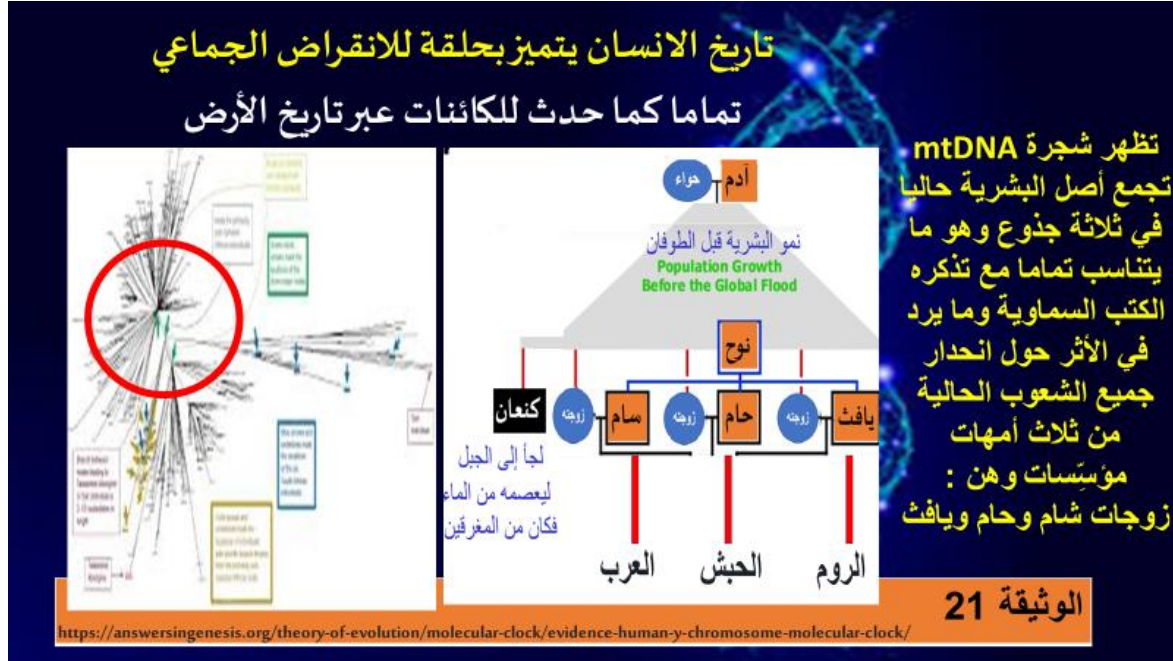 تاريخ الانسان يتميز بحلقة للانقراض الجماعي
تماما كما حدث للكائنات عبر تاريخ الأرض
تظهر شجرة mtDNA
تجمع أصل البشرية حاليا
في ثلاثة جذوع وهو ما
يتناسب تماما مع تذكره
الكتب السماوية وما يرد
في الأثر حول انحدار
جميع الشعوب الحالية
من ثلاث أمهات
مؤسِّسات وهن :
زوجات شام وحام ويافث
آدم
حواء
نمو البشرية قبل الطوفان
Population Growth
Before the Global Flood
نوح
يافث
زوجته
حام
زوجته
سام
زوجته
كنعان
لجأ إلى الجبل
ليعصمه من الماء
فكان من المغرقين
الروم
الحبش
العرب
الوثيقة 21
https://answersingenesis.org/theory-of-evolution/molecular-clock/evidence-human-y-chromosome-molecular-clock/